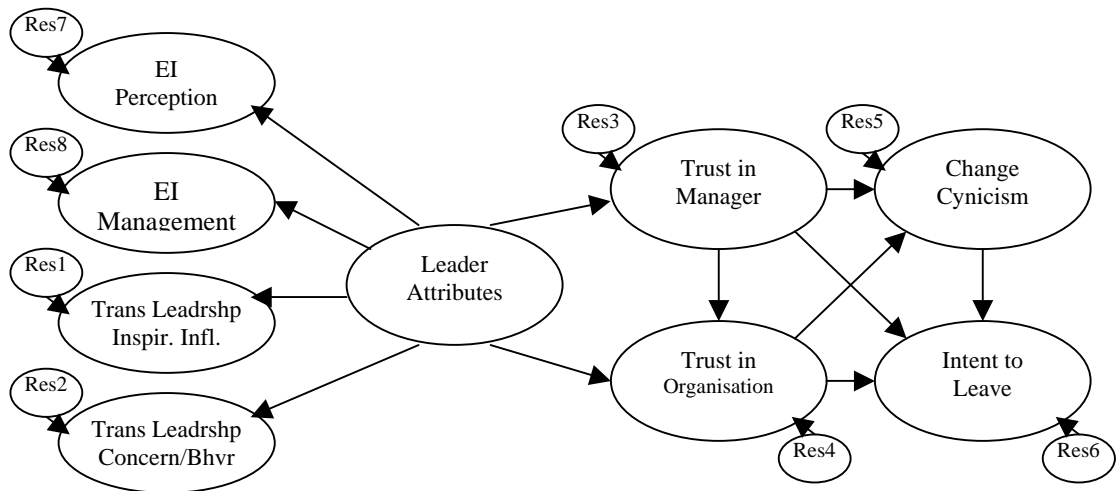 Res7
EI
Perception
Res8
EI
Management
Res1
Trans Leadrshp
Inspir. Infl.
Res2
Trans Leadrshp
Concern/Bhvr
Leader
Attributes
Res3
Trust in
Manager
Res5
Change
Cynicism
Trust in
Organisation
Res4
Intent to
Leave
Res6